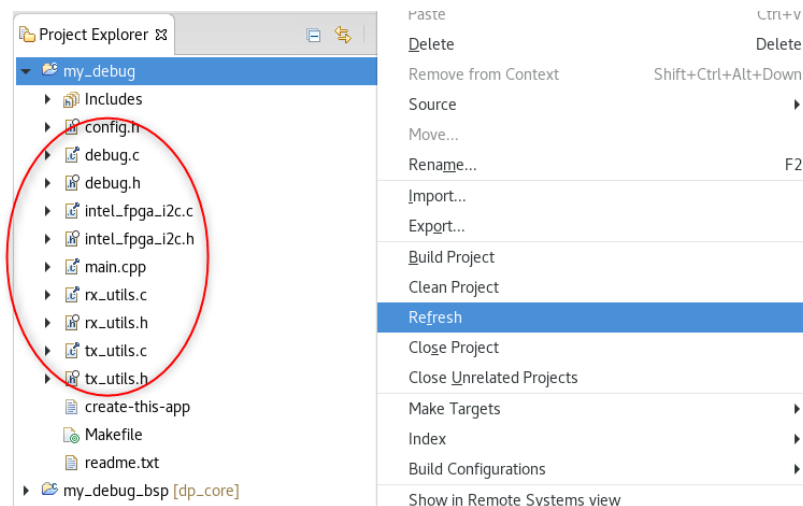 Project Explorer
my_debug
Includes
config.h
debug.c
debug.h
intel_fpga_i2c.c
intel_fpga_i2c.h
main.cpp
rx_utils.c
rx_utils.h
tx_utils.c
tx_utils.h
create-this-app
Makefile
readme.txt
my_debug_bsp [dp_core]
Paste Ctrl+V
Delete Delete
Remove from Context Shift+Ctrl+Alt+Down
Source
Move...
Rename... F2
Import...
Export...
Build Project
Clean Project
Refresh
Close Project
Close Unrelated Projects
Make Targets
Index
Build Configurations
Show in Remote Systems view